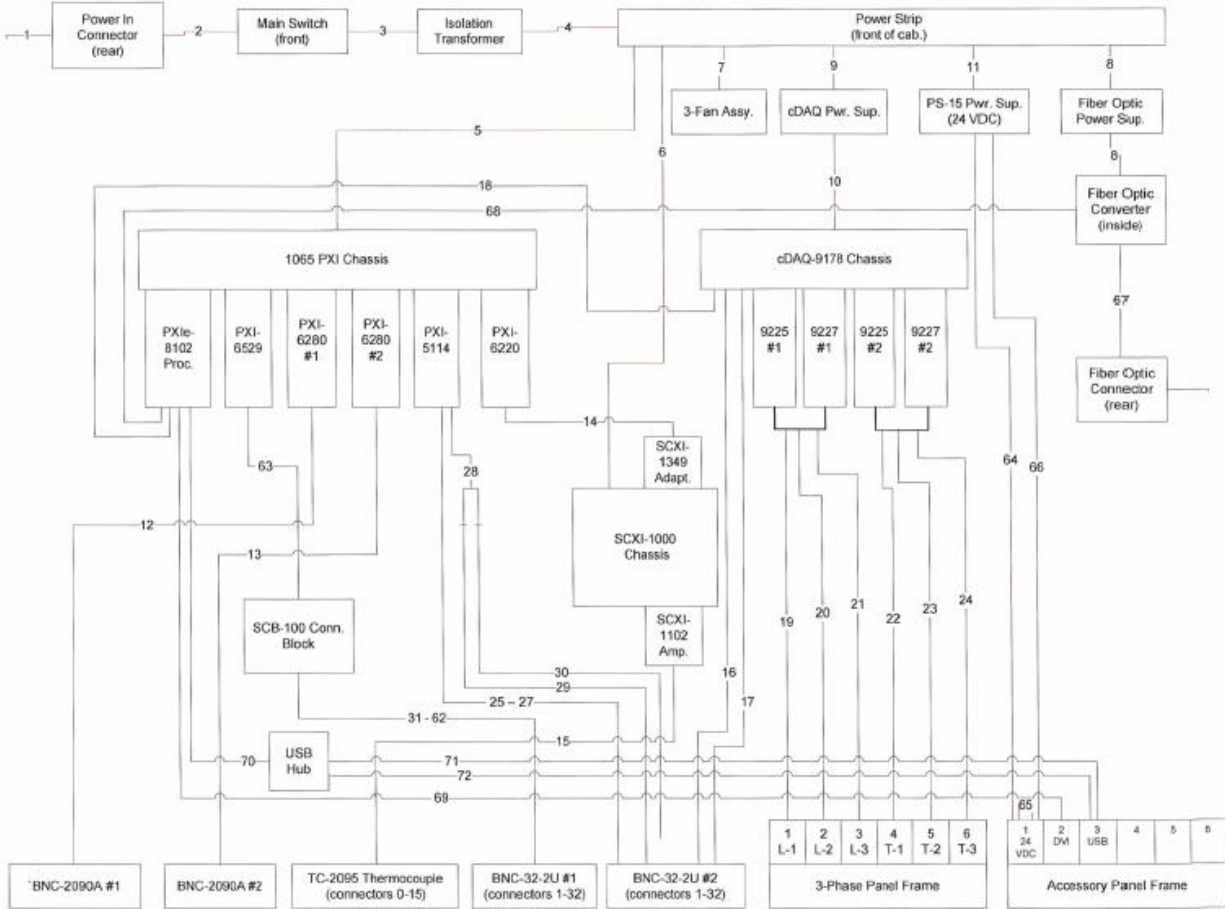 Power In
Connector
(rear)
Main Switch
(front)
Isolation
Transformer
Power Strip
(front of cab.)
1
2
3
4
7
9
11
8
3-Fan Assy.
cDAQ Pwr. Sup.
PS-15 Pwr. Sup.
(24 VDC)
Fiber Optic
Power Sup.
5
6
8
18
10
68
Fiber Optic
Converter
(inside)
1065 PXI Chassis
cDAQ-9178 Chassis
67
PXIe-
8102
Proc.
PXI-
6529
PXI-
6280
#1
PXI-
6280
#2
PXI-
5114
PXI-
6220
9225
#1
9227
#1
9225
#2
9227
#2
Fiber Optic
Connector
(rear)
14
63
28
SCXI-
1349
Adapt.
64
66
12
13
SCXI-1000
Chassis
SCB-100 Conn.
Block
SCXI-
1102
Amp.
19
20
21
22
23
24
30
29
16
17
25 – 27
31 - 62
15
USB
Hub
70
71
72
69
65
1
L-1
2
L-2
3
L-3
4
T-1
5
T-2
6
T-3
1
24
VDC
2
DVI
3
USB
4
5
6
BNC-2090A #1
BNC-2090A #2
TC-2095 Thermocouple
(connectors 0-15)
BNC-32-2U #1
(connectors 1-32)
BNC-32-2U #2
(connectors 1-32)
3-Phase Panel Frame
Accessory Panel Frame